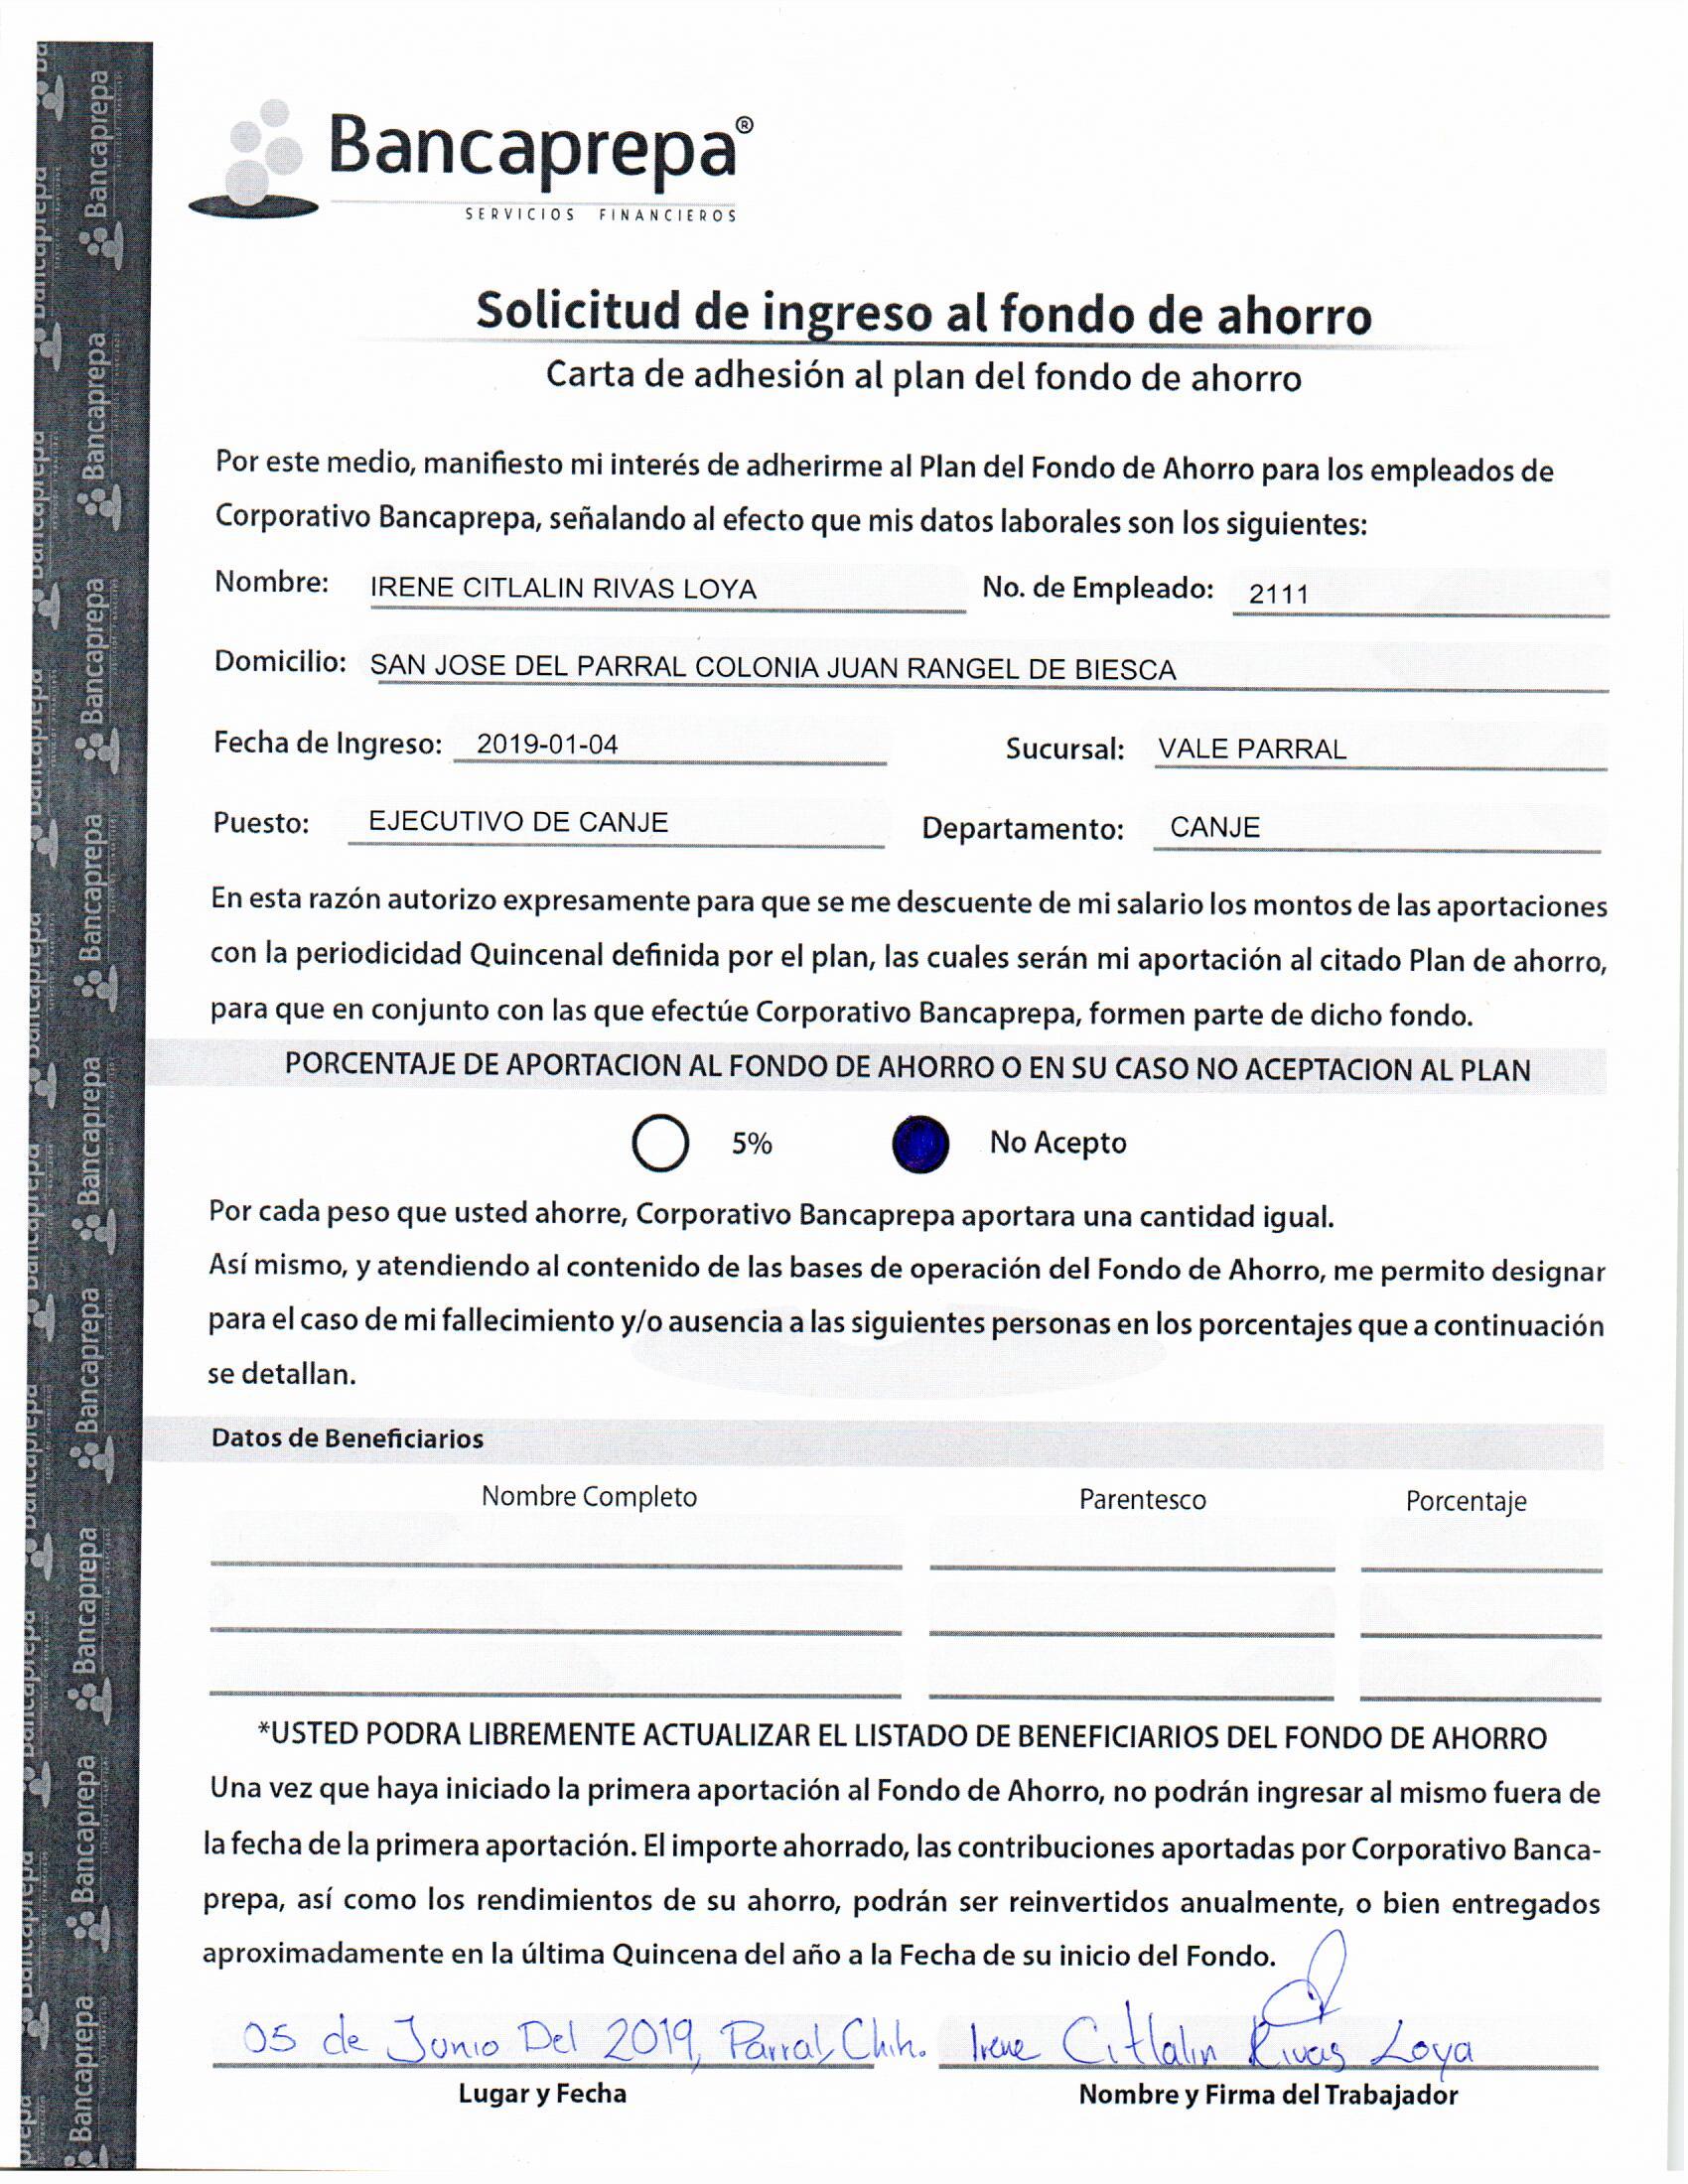 Bancaprepa®
SERVICIOS FINANCIEROS
Solicitud de ingreso al fondo de ahorro
Carta de adhesión al plan del fondo de ahorro
Por este medio, manifiesto mi interés de adherirme al Plan del Fondo de Ahorro para los empleados de
Corporativo Bancaprepa, señalando al efecto que mis datos laborales son los siguientes:
Nombre: IRENE CITLALIN RIVAS LOYA No. de Empleado: 2111
Domicilio: SAN JOSE DEL PARRAL COLONIA JUAN RANGEL DE BIESCA
Fecha de Ingreso: 2019-01-04 Sucursal: VALE PARRAL
Puesto: EJECUTIVO DE CANJE Departamento: CANJE
En esta razón autorizo expresamente para que se me descuente de mi salario los montos de las aportaciones
con la periodicidad Quincenal definida por el plan, las cuales serán mi aportación al citado Plan de ahorro,
para que en conjunto con las que efectúe Corporativo Bancaprepa, formen parte de dicho fondo.
PORCENTAJE DE APORTACION AL FONDO DE AHORRO O EN SU CASO NO ACEPTACION AL PLAN
5% No Acepto
Por cada peso que usted ahorre, Corporativo Bancaprepa aportara una cantidad igual.
Así mismo, y atendiendo al contenido de las bases de operación del Fondo de Ahorro, me permito designar
para el caso de mi fallecimiento y/o ausencia a las siguientes personas en los porcentajes que a continuación
se detallan.
Datos de Beneficiarios
Nombre Completo Parentesco Porcentaje
*USTED PODRA LIBREMENTE ACTUALIZAR EL LISTADO DE BENEFICIARIOS DEL FONDO DE AHORRO
Una vez que haya iniciado la primera aportación al Fondo de Ahorro, no podrán ingresar al mismo fuera de
la fecha de la primera aportación. El importe ahorrado, las contribuciones aportadas por Corporativo Banca-
prepa, así como los rendimientos de su ahorro, podrán ser reinvertidos anualmente, o bien entregados
aproximadamente en la última Quincena del año a la Fecha de su inicio del Fondo.
05 de Junio Del 2019, Parral, Chih. Irene Citlalin Rivas Loya
Lugar y Fecha Nombre y Firma del Trabajador